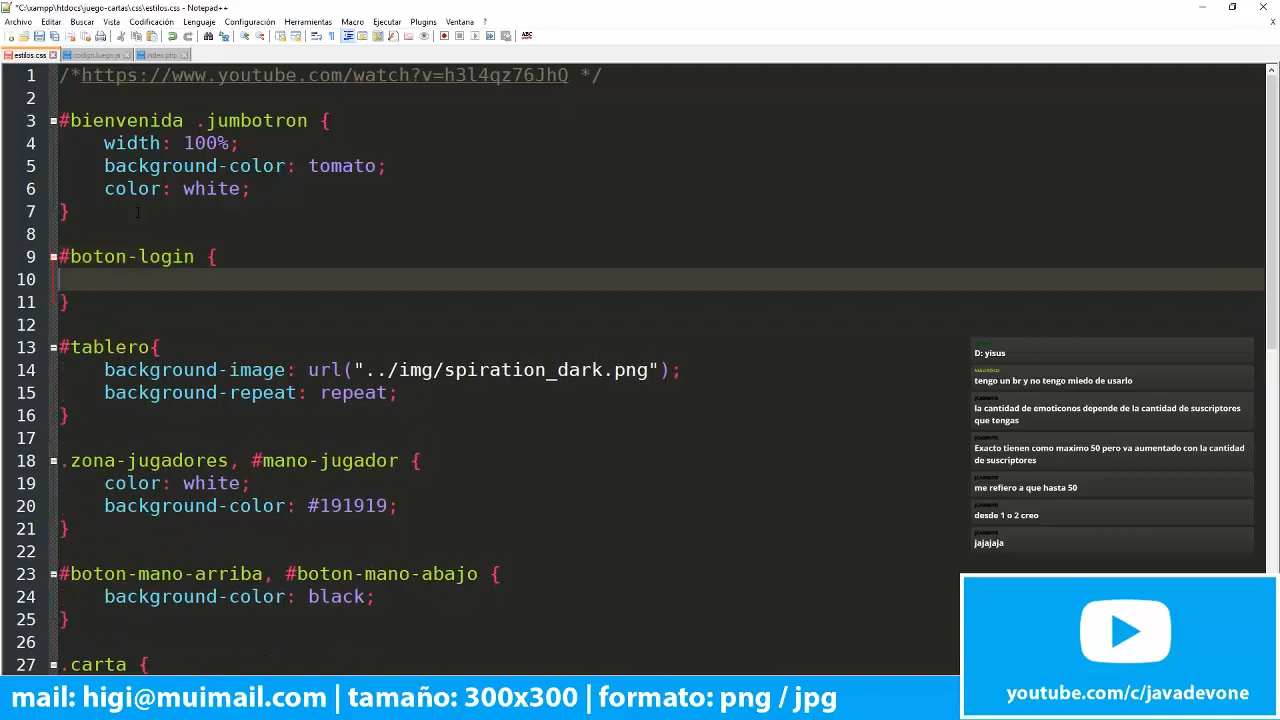 *C:\xampp\htdocs\juego-cartas\css\estilos.css - Notepad++
Archivo Editar Buscar Vista Codificación Lenguaje Configuración Herramientas Macro Ejecutar Plugins Ventana ?
estilos.css codigoJuego.js index.php
1 /*https://www.youtube.com/watch?v=h3l4qz76JhQ */
2
3 #bienvenida .jumbotron {
4 width: 100%;
5 background-color: tomato;
6 color: white;
7 }
8
9 #boton-login {
10
11 }
12
13 #tablero{
14 background-image: url("../img/spiration_dark.png");
15 background-repeat: repeat;
16 }
17
18 .zona-jugadores, #mano-jugador {
19 color: white;
20 background-color: #191919;
21 }
22
23 #boton-mano-arriba, #boton-mano-abajo {
24 background-color: black;
25 }
26
27 .carta {
D: yisus
tengo un br y no tengo miedo de usarlo
la cantidad de emoticonos depende de la cantidad de suscriptores
que tengas
Exacto tienen como maximo 50 pero va aumentado con la cantidad
de suscriptores
me refiero a que hasta 50
desde 1 o 2 creo
jajajaja
youtube.com/c/javadevone
mail: higi@muimail.com | tamaño: 300x300 | formato: png / jpg